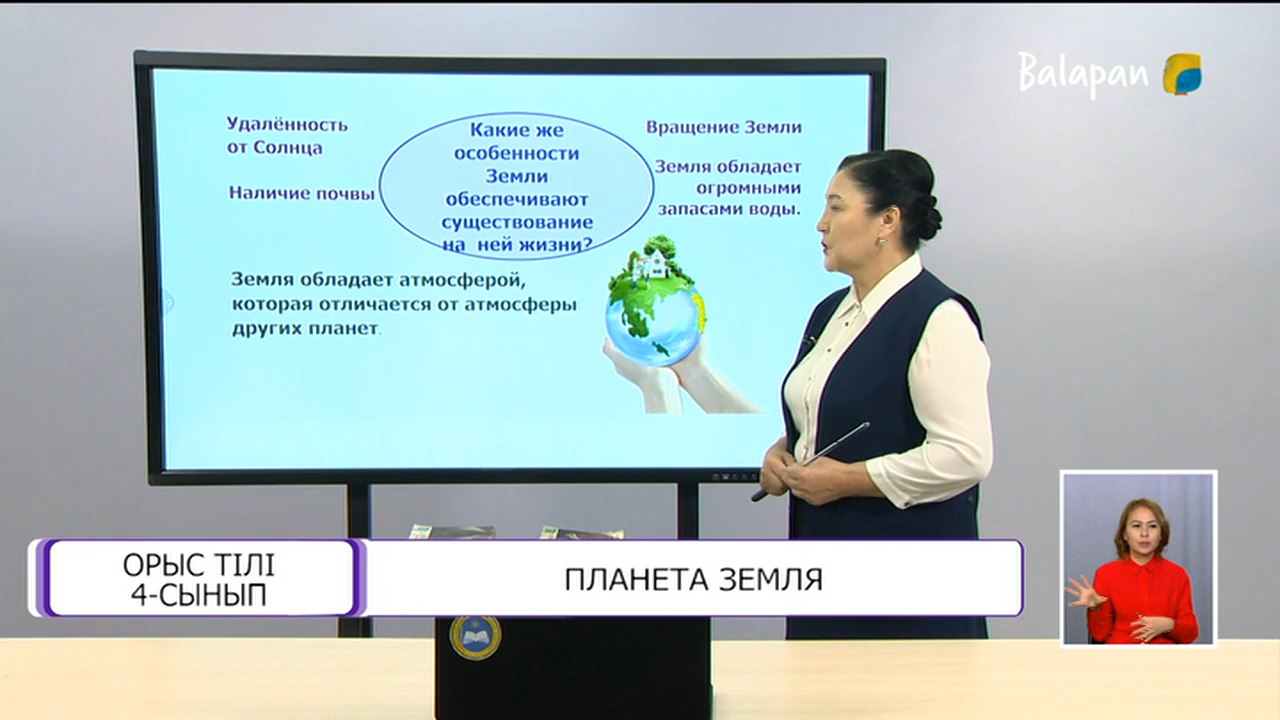 Balapan
Удалённость
от Солнца
Наличие почвы
Какие же
особенности
Земли
обеспечивают
существование
на ней жизни?
Вращение Земли
Земля обладает
огромными
запасами воды.
Земля обладает атмосферой,
которая отличается от атмосферы
других планет.
ОРЫС ТІЛІ
4-СЫНЫП
ПЛАНЕТА ЗЕМЛЯ